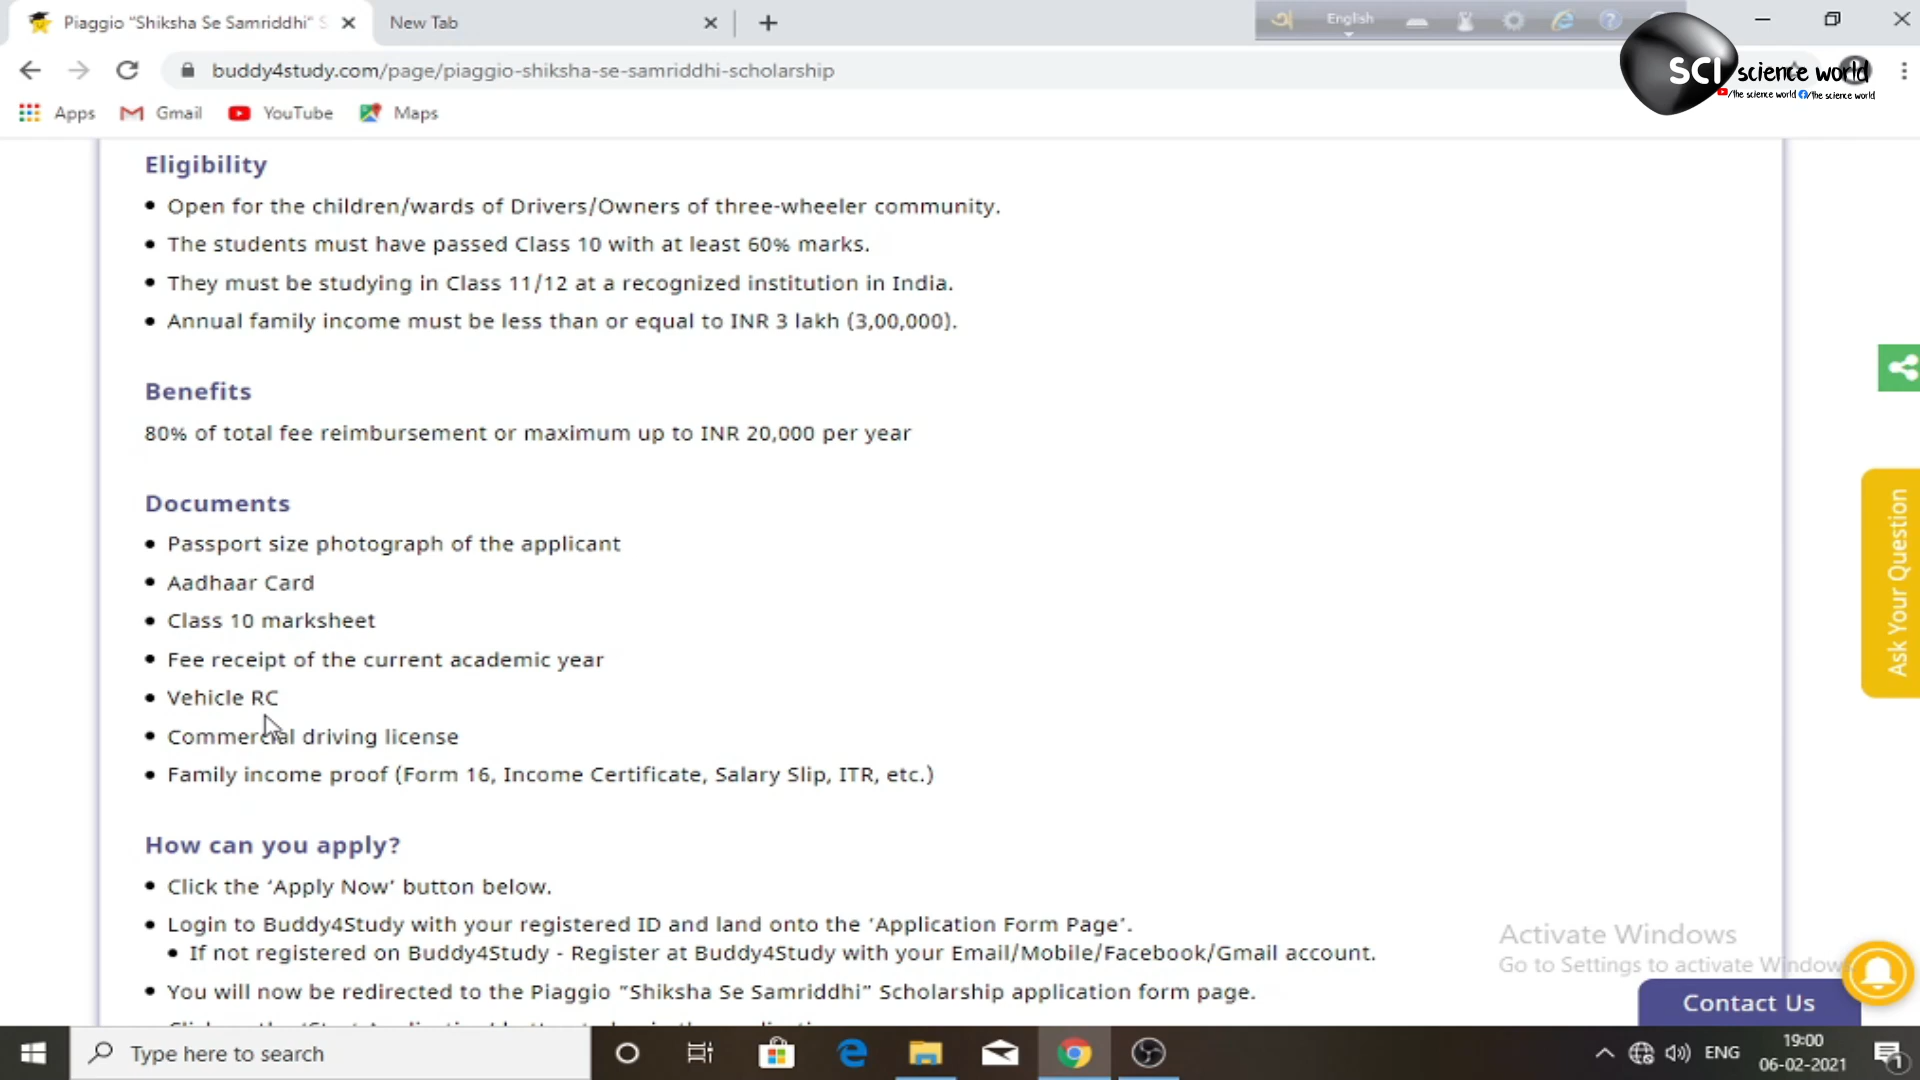 Piaggio “Shiksha Se Samriddhi” S
New Tab
English
buddy4study.com/page/piaggio-shiksha-se-samriddhi-scholarship
SCI science world
/the science world /the science world
Apps Gmail YouTube Maps
Eligibility
Open for the children/wards of Drivers/Owners of three-wheeler community.
The students must have passed Class 10 with at least 60% marks.
They must be studying in Class 11/12 at a recognized institution in India.
Annual family income must be less than or equal to INR 3 lakh (3,00,000).
Benefits
80% of total fee reimbursement or maximum up to INR 20,000 per year
Documents
Passport size photograph of the applicant
Aadhaar Card
Class 10 marksheet
Fee receipt of the current academic year
Vehicle RC
Commercial driving license
Family income proof (Form 16, Income Certificate, Salary Slip, ITR, etc.)
Ask Your Question
How can you apply?
Click the ‘Apply Now’ button below.
Login to Buddy4Study with your registered ID and land onto the ‘Application Form Page’.
If not registered on Buddy4Study - Register at Buddy4Study with your Email/Mobile/Facebook/Gmail account.
You will now be redirected to the Piaggio “Shiksha Se Samriddhi” Scholarship application form page.
Activate Windows
Go to Settings to activate Windows
Contact Us
Type here to search
ENG
19:00
06-02-2021
1